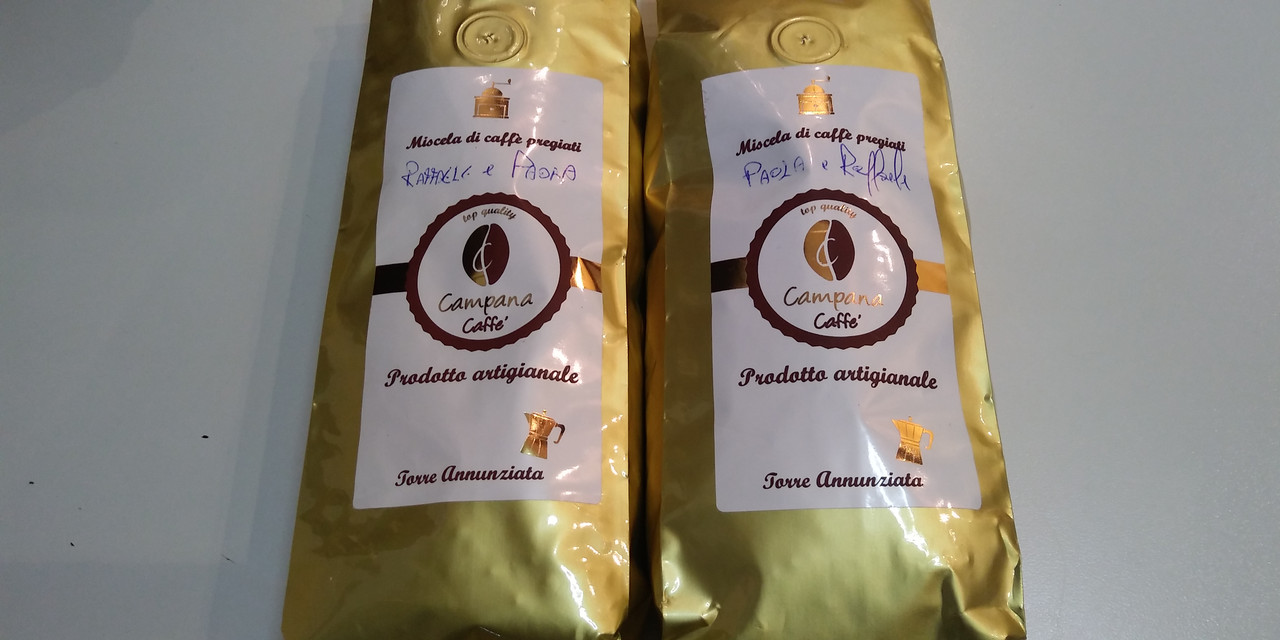 Miscela di caffè pregiati
RAFFAELE e PAOLA
top quality
C
Campana
Caffe'
Prodotto artigianale
Torre Annunziata
Miscela di caffè pregiati
PAOLA e Raffaele
top quality
C
Campana
Caffe'
Prodotto artigianale
Torre Annunziata